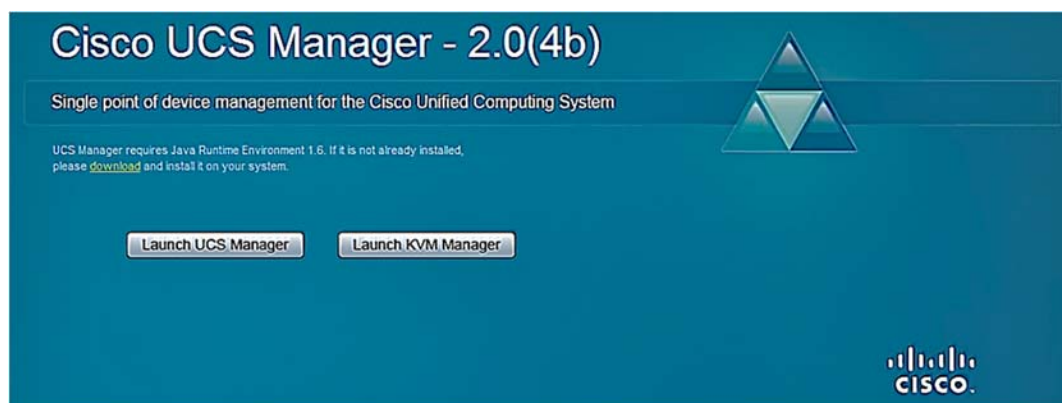 Cisco UCS Manager - 2.0(4b)
Single point of device management for the Cisco Unified Computing System
UCS Manager requires Java Runtime Environment 1.6. If it is not already installed,
please download and install it on your system.
Launch UCS Manager
Launch KVM Manager
CISCO.